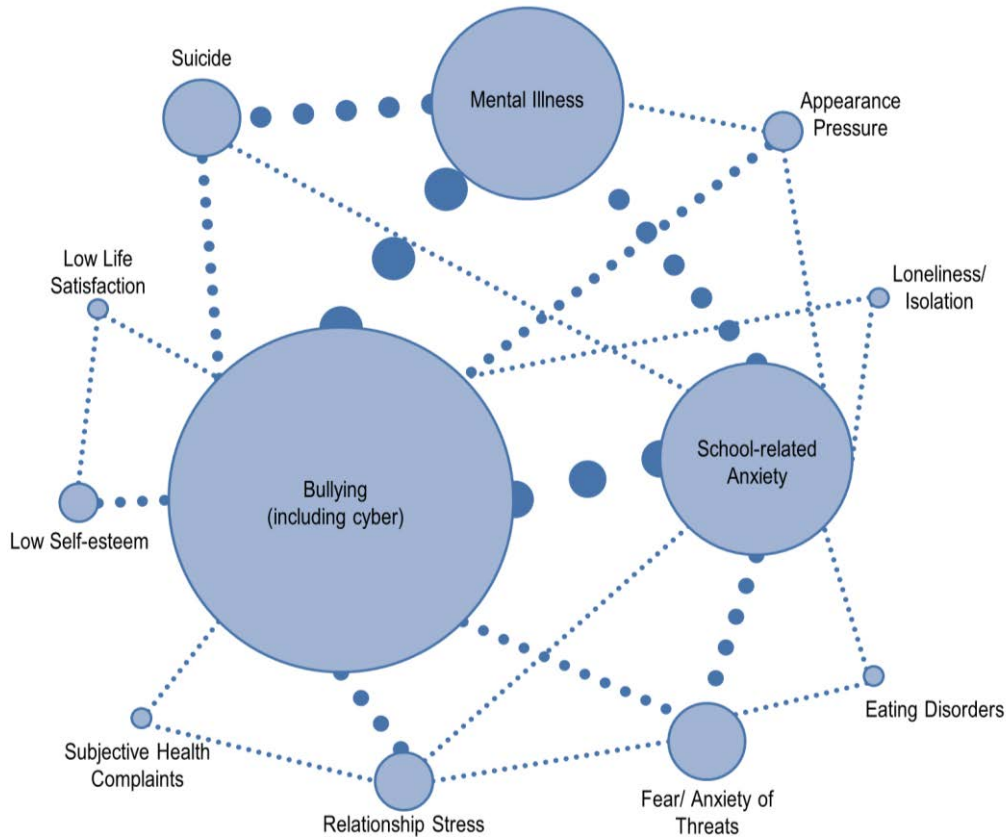 Suicide
Mental Illness
Appearance
Pressure
Low Life
Satisfaction
Loneliness/
Isolation
School-related
Anxiety
Bullying
(including cyber)
Low Self-esteem
Eating Disorders
Subjective Health
Complaints
Relationship Stress
Fear/ Anxiety of
Threats